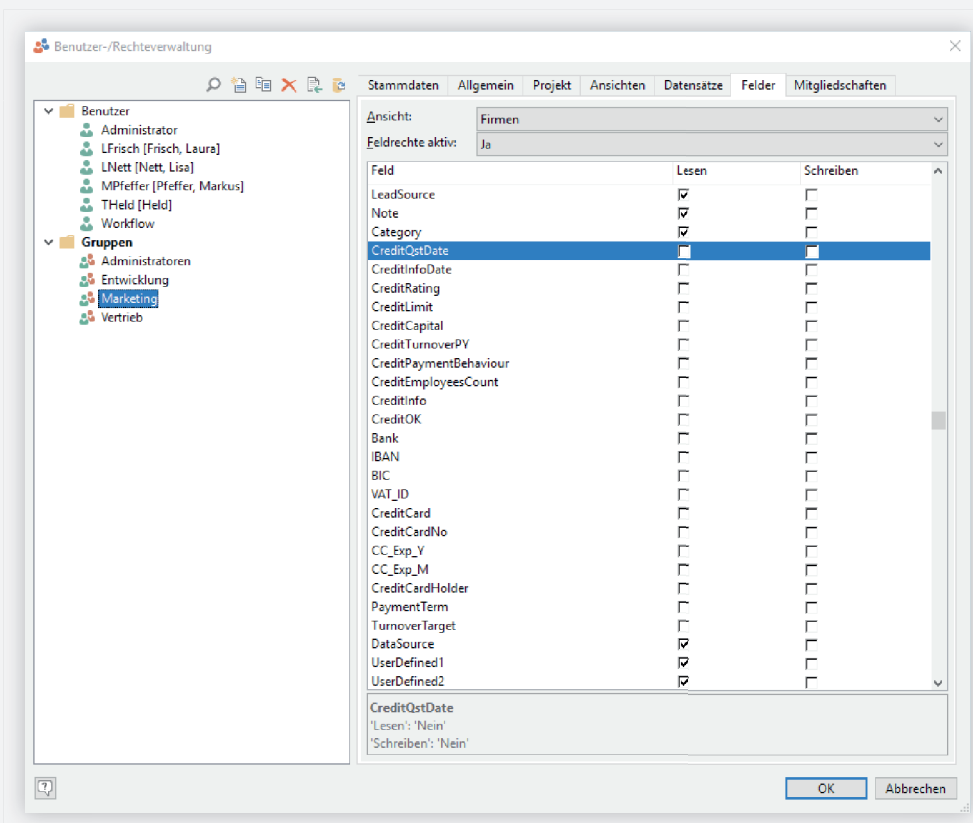 Benutzer-/Rechteverwaltung
Benutzer
Administrator
LFrisch [Frisch, Laura]
LNett [Nett, Lisa]
MPfeffer [Pfeffer, Markus]
THeld [Held]
Workflow
Gruppen
Administratoren
Entwicklung
Marketing
Vertrieb
Stammdaten Allgemein Projekt Ansichten Datensätze Felder Mitgliedschaften
Ansicht: Firmen
Feldrechte aktiv: Ja
Feld Lesen Schreiben
LeadSource
Note
Category
CreditQstDate
CreditInfoDate
CreditRating
CreditLimit
CreditCapital
CreditTurnoverPY
CreditPaymentBehaviour
CreditEmployeesCount
CreditInfo
CreditOK
Bank
IBAN
BIC
VAT_ID
CreditCard
CreditCardNo
CC_Exp_Y
CC_Exp_M
CreditCardHolder
PaymentTerm
TurnoverTarget
DataSource
UserDefined1
UserDefined2
CreditQstDate
'Lesen': 'Nein'
'Schreiben': 'Nein'
OK Abbrechen